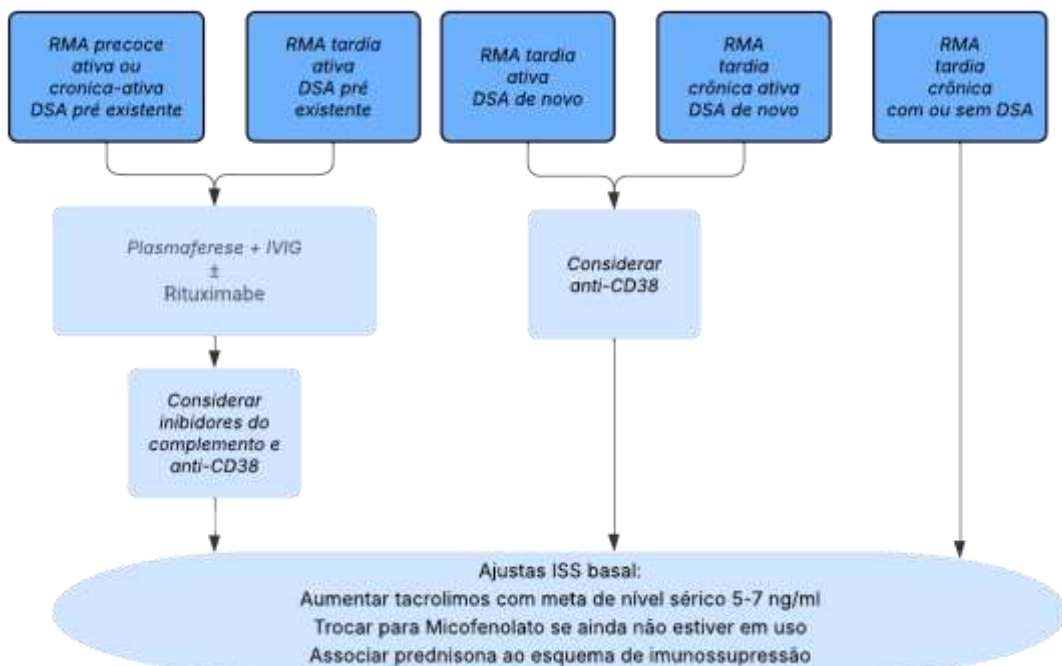 RMA precoce
ativa ou
cronica-ativa
DSA pré existente
RMA tardía
ativa
DSA pré
existente
RMA tardia
ativa
DSA de novo
RMA
tardia
crônica ativa
DSA de novo
RMA
tardia
crônica
com ou sem DSA
Plasmaferese + IVIG
±
Rituximabe
Considerar
anti-CD38
Considerar
inibidores do
complemento e
anti-CD38
Ajustas ISS basal:
Aumentar tacrolimos com meta de nível sérico 5-7 ng/ml
Trocar para Micofenolato se ainda não estiver em uso
Associar prednisona ao esquema de imunossupressão